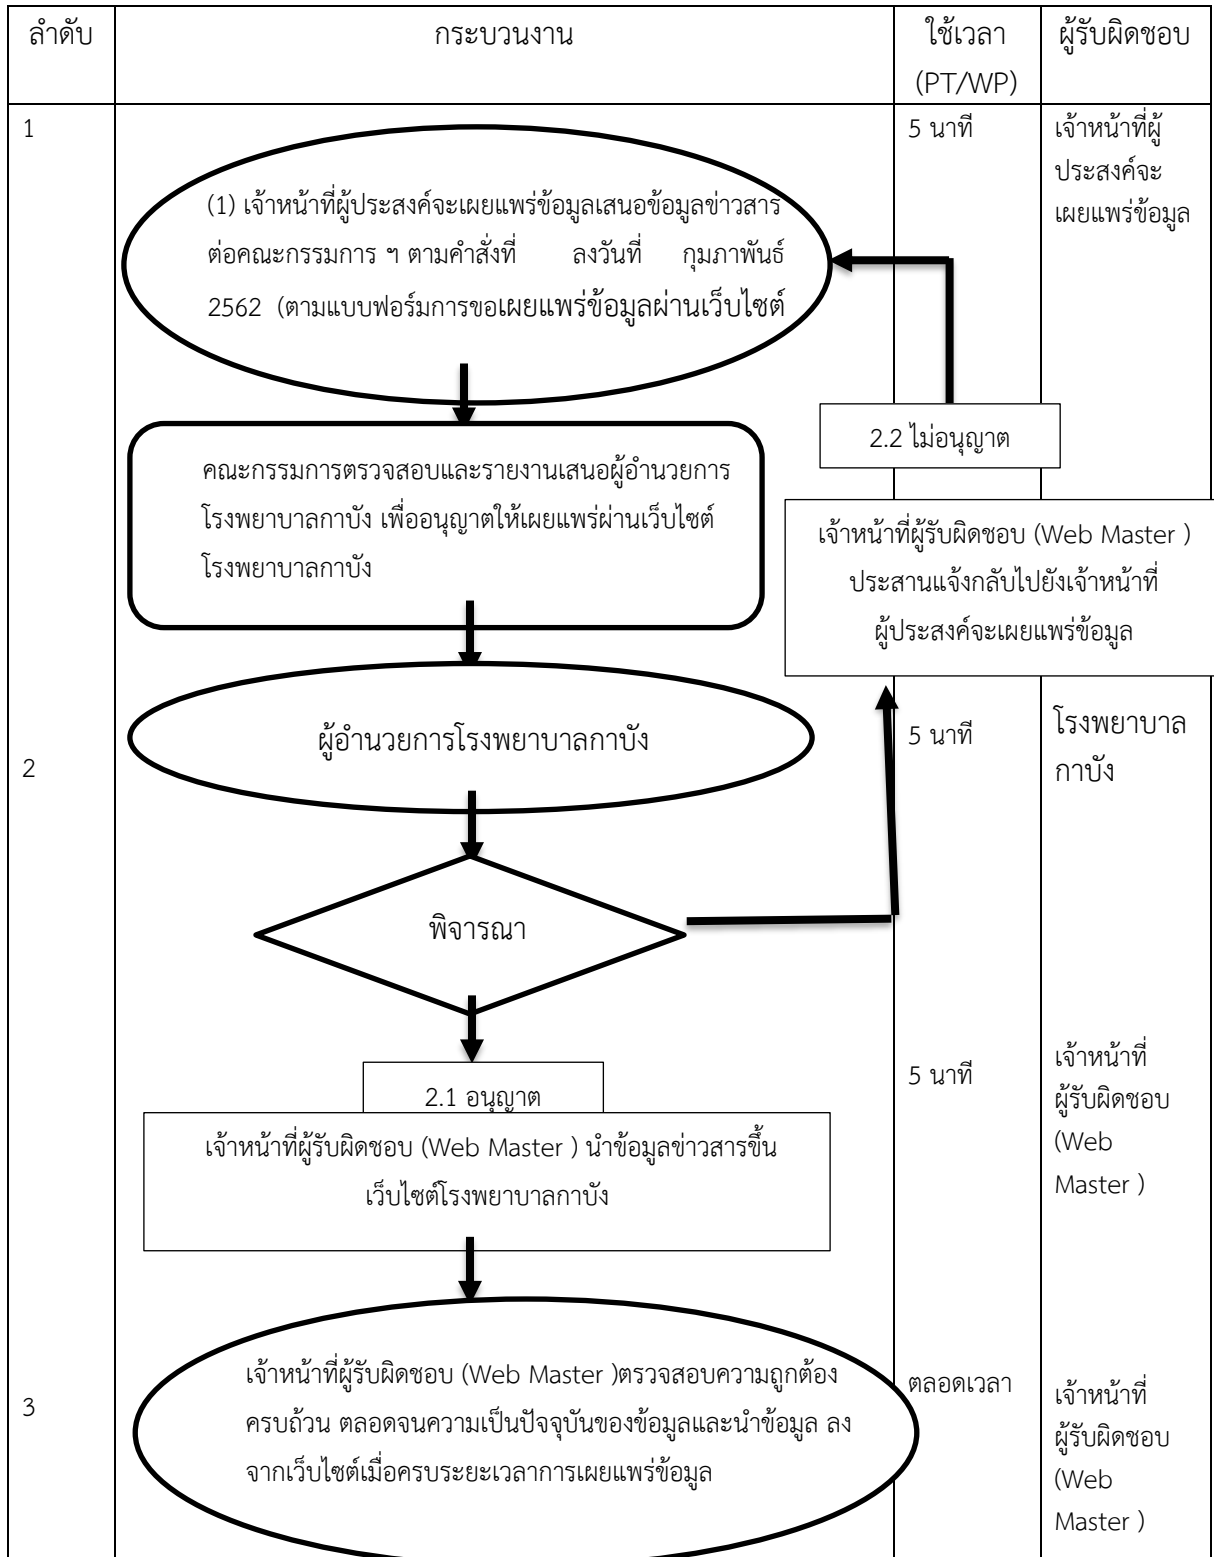 ลำดับ
กระบวนงาน
ใช้เวลา
(PT/WP)
ผู้รับผิดชอบ
1
(1) เจ้าหน้าที่ผู้ประสงค์จะเผยแพร่ข้อมูลเสนอข้อมูลข่าวสาร
ต่อคณะกรรมการ ฯ ตามคำสั่งที่ ลงวันที่ กุมภาพันธ์
2562 (ตามแบบฟอร์มการขอเผยแพร่ข้อมูลผ่านเว็บไซต์
5 นาที
เจ้าหน้าที่ผู้
ประสงค์จะ
เผยแพร่ข้อมูล
2.2 ไม่อนุญาต
คณะกรรมการตรวจสอบและรายงานเสนอผู้อำนวยการ
โรงพยาบาลกาบัง เพื่ออนุญาตให้เผยแพร่ผ่านเว็บไซต์
โรงพยาบาลกาบัง
เจ้าหน้าที่ผู้รับผิดชอบ (Web Master )
ประสานแจ้งกลับไปยังเจ้าหน้าที่
ผู้ประสงค์จะเผยแพร่ข้อมูล
2
ผู้อำนวยการโรงพยาบาลกาบัง
5 นาที
โรงพยาบาล
กาบัง
พิจารณา
2.1 อนุญาต
เจ้าหน้าที่ผู้รับผิดชอบ (Web Master ) นำข้อมูลข่าวสารขึ้น
เว็บไซต์โรงพยาบาลกาบัง
5 นาที
เจ้าหน้าที่
ผู้รับผิดชอบ
(Web
Master )
3
เจ้าหน้าที่ผู้รับผิดชอบ (Web Master )ตรวจสอบความถูกต้อง
ครบถ้วน ตลอดจนความเป็นปัจจุบันของข้อมูลและนำข้อมูล ลง
จากเว็บไซต์เมื่อครบระยะเวลาการเผยแพร่ข้อมูล
ตลอดเวลา
เจ้าหน้าที่
ผู้รับผิดชอบ
(Web
Master )